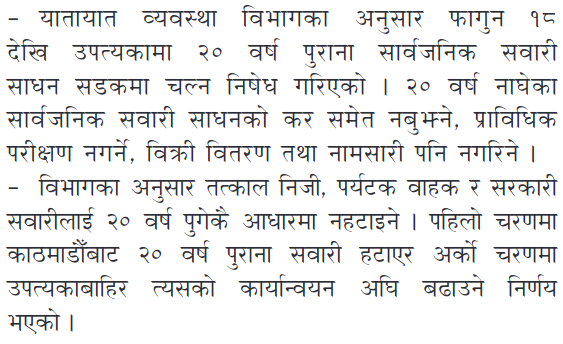 – यातायात व्यवस्था विभागका अनुसार फागुन १८
देखि उपत्यकामा २० वर्ष पुराना सार्वजनिक सवारी
साधन सडकमा चल्न निषेध गरिएको । २० वर्ष नाघेका
सार्वजनिक सवारी साधनको कर समेत नबुझ्ने, प्राविधिक
परीक्षण नगर्ने, विक्री वितरण तथा नामसारी पनि नगरिने ।
– विभागका अनुसार तत्काल निजी, पर्यटक वाहक र सरकारी
सवारीलाई २० वर्ष पुगेकै आधारमा नहटाइने । पहिलो चरणमा
काठमाडौँबाट २० वर्ष पुराना सवारी हटाएर अर्को चरणमा
उपत्यकाबाहिर त्यसको कार्यान्वयन अघि बढाउने निर्णय
भएको ।